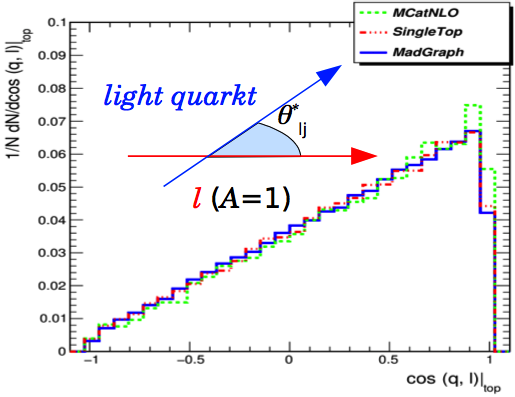 MCatNLO
SingleTop
MadGraph
1/N dN/dcos (q, l)|top
0.1
0.09
0.08
0.07
0.06
0.05
0.04
0.03
0.02
0.01
0
light quarkt
θ*lj
l (A=1)
-1 -0.5 0 0.5 1
cos (q, l)|top